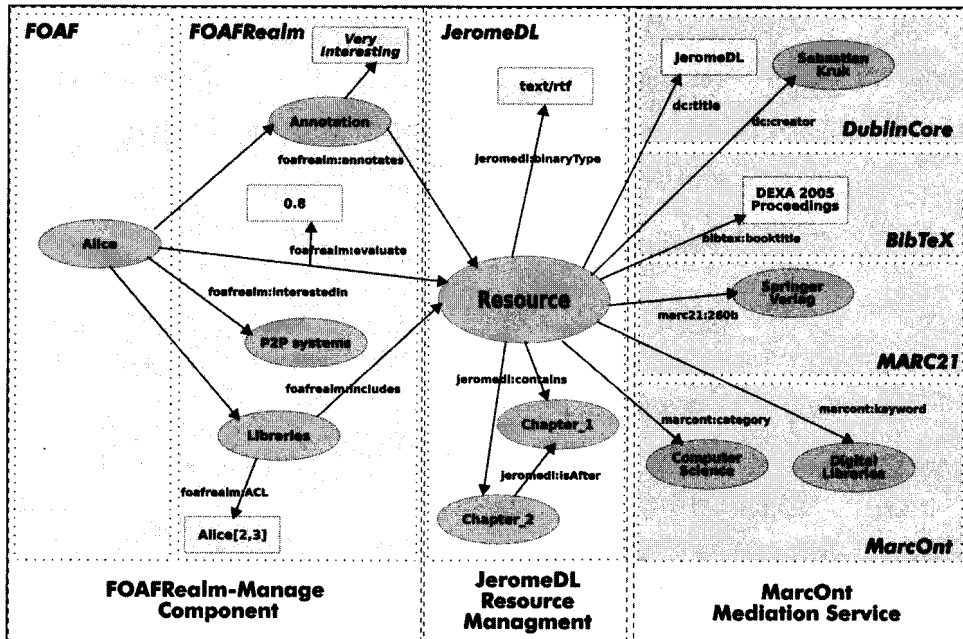 FOAF
FOAFRealm
Very
Interesting
Annotation
foafrealm:annotates
0.8
Alice
foafrealm:evaluate
foafrealm:interestedIn
P2P systems
foafrealm:includes
Libreries
foafrealm:ACL
Alice[2,3]
FOAFRealm-Manage
Component
JeromeDL
text/rtf
jeromedl:binaryType
Resource
jeromedl:contains
Chapter_1
jeromedl:isAfter
Chapter_2
JeromeDL
Resource
Managment
JeromeDL
Sebastian
Kruk
dc:title
dc:creator
DublinCore
DEXA 2005
Proceedings
bibtex:booktitle
BibTeX
Springer
Verlag
marc21:260b
MARC21
marcont:keyword
marcont:category
Computer
Science
Digital
Libraries
MarcOnt
MarcOnt
Mediation Service